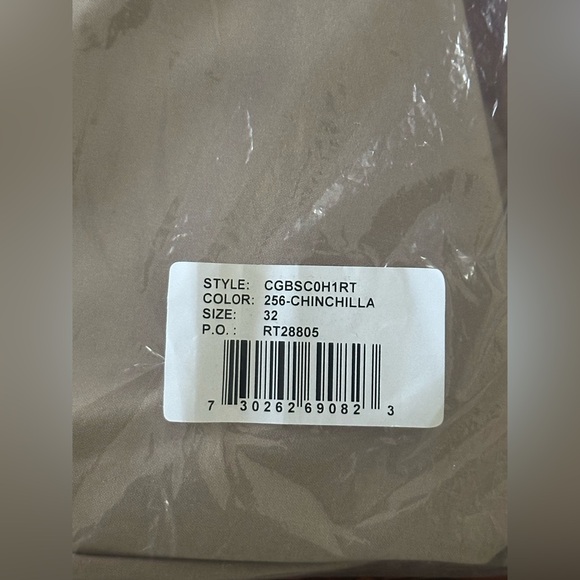 STYLE: CGBSC0H1RT
COLOR: 256-CHINCHILLA
SIZE: 32
P.O. : RT28805
7 30262 69082 3